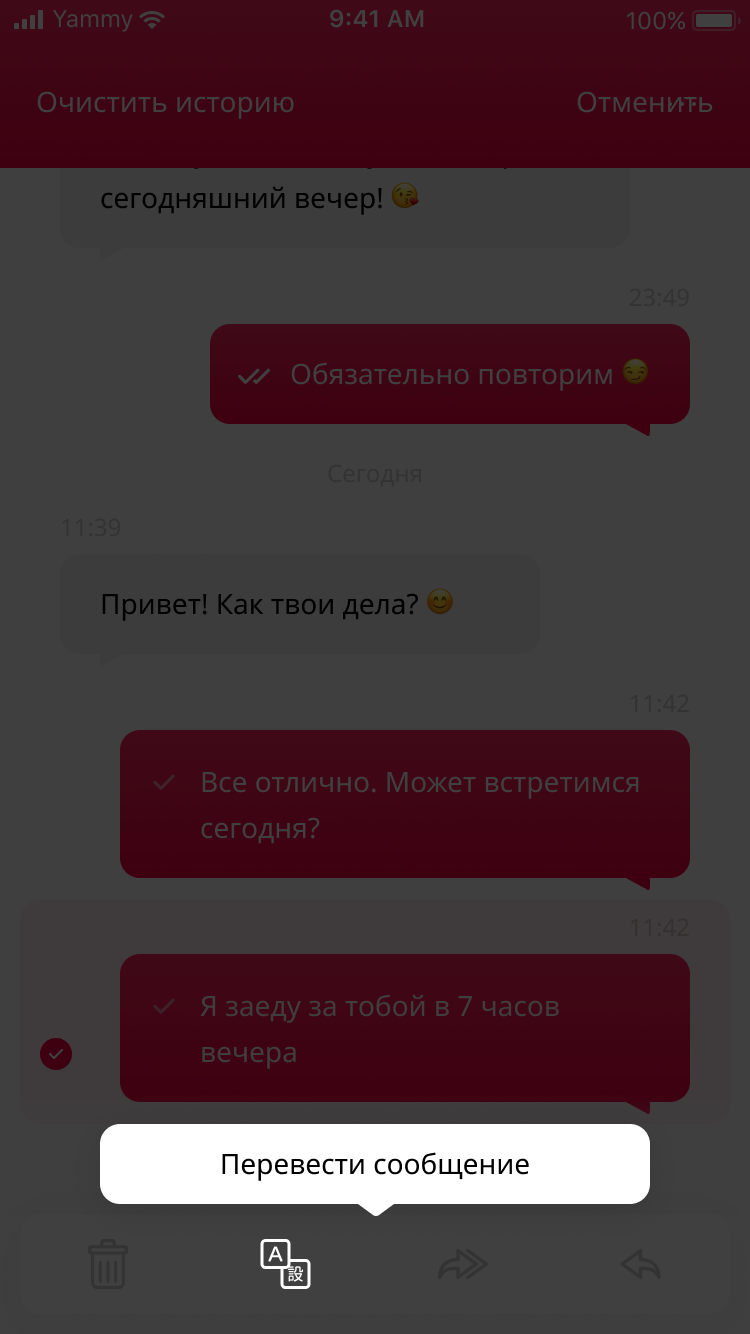 Yammy 9:41 AM 100%
Очистить историю Отменить
сегодняшний вечер! 😘
23:49
Обязательно повторим 😏
Сегодня
11:39
Привет! Как твои дела? 😊
11:42
Все отлично. Может встретимся
сегодня?
11:42
Я заеду за тобой в 7 часов
вечера
Перевести сообщение
A
設